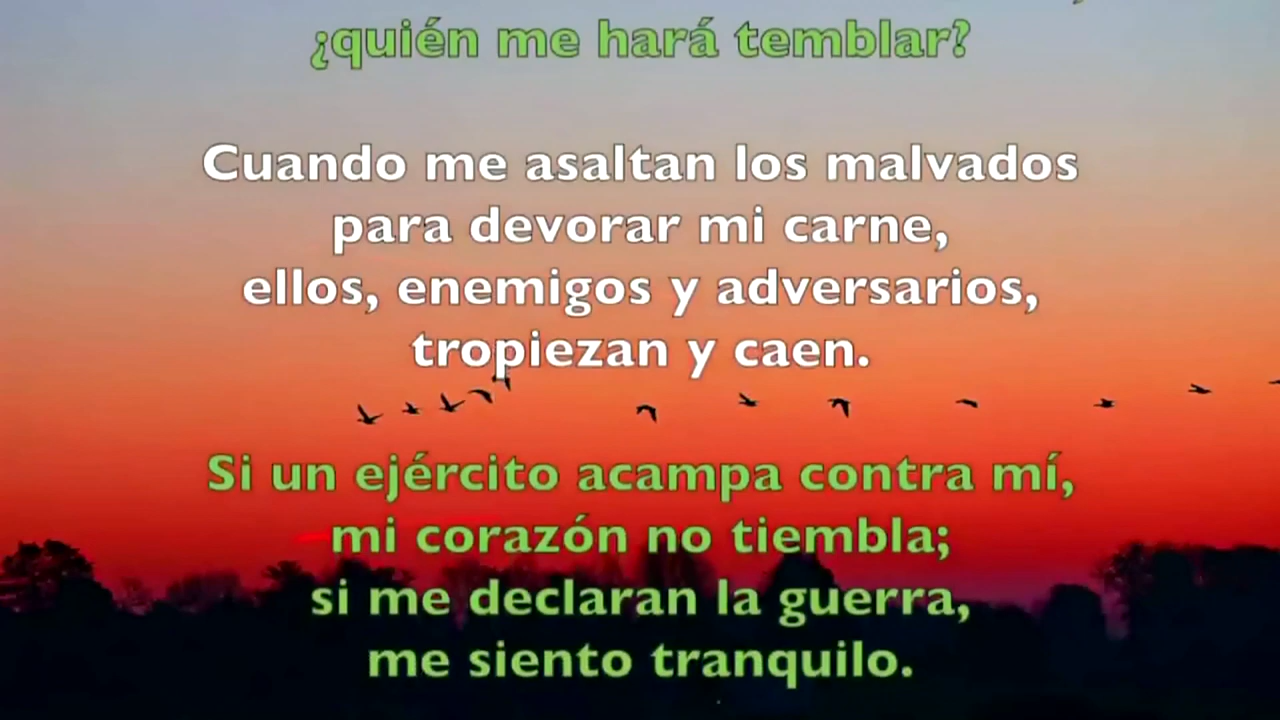 ¿quién me hará temblar?
Cuando me asaltan los malvados
para devorar mi carne,
ellos, enemigos y adversarios,
tropiezan y caen.
Si un ejército acampa contra mí,
mi corazón no tiembla;
si me declaran la guerra,
me siento tranquilo.